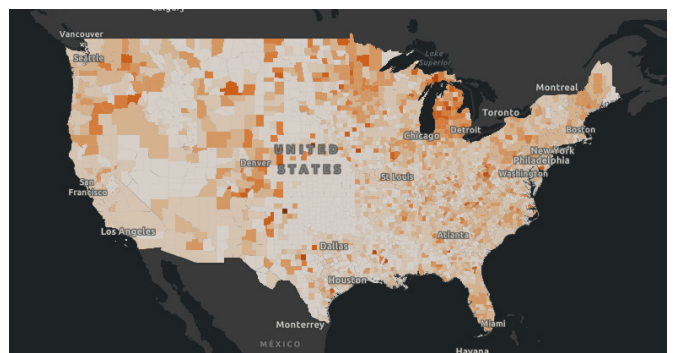 Calgary
Vancouver
Seattle
Lake
Superior
Montreal
Toronto
Chicago
Detroit
Boston
New York
Philadelphia
UNITED
STATES
Denver
St Louis
Washington
San
Francisco
Los Angeles
Atlanta
Dallas
Houston
Monterrey
Miami
MÉXICO
Havana